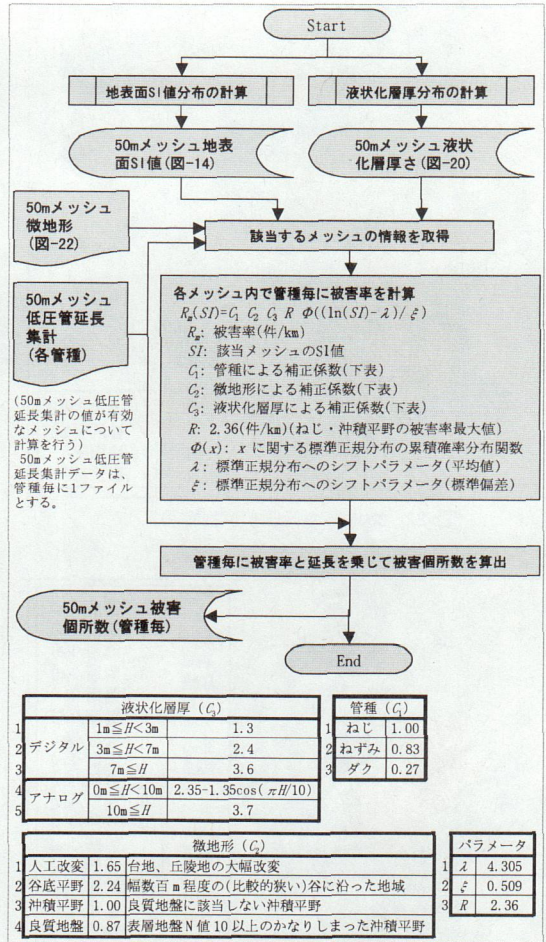 Start
地表面SI値分布の計算
液状化層厚分布の計算
50mメッシュ地表
面SI値(図-14)
50mメッシュ液状
化層厚さ(図-20)
50mメッシュ
微地形
(図-22)
該当するメッシュの情報を取得
50mメッシュ
低圧管延長
集計
(各管種)
(50mメッシュ低圧管
延長集計の値が有効
なメッシュについて
計算を行う)
50mメッシュ低圧管
延長集計データは、
管種毎に1ファイル
とする。
各メッシュ内で管種毎に被害率を計算
Rm(SI)=C1 C2 C3 R Φ((ln(SI)-λ)/ξ)
Rm: 被害率(件/km)
SI: 該当メッシュのSI値
C1: 管種による補正係数(下表)
C2: 微地形による補正係数(下表)
C3: 液状化層厚による補正係数(下表)
R: 2.36(件/km)(ねじ・沖積平野の被害率最大値)
Φ(x): x に関する標準正規分布の累積確率分布関数
λ: 標準正規分布へのシフトパラメータ(平均値)
ξ: 標準正規分布へのシフトパラメータ(標準偏差)
管種毎に被害率と延長を乗じて被害個所数を算出
50mメッシュ被害
個所数(管種毎)
End
液状化層厚 (C3)
1 デジタル 1m≦H<3m 1.3
2 3m≦H<7m 2.4
3 7m≦H 3.6
4 アナログ 0m≦H<10m 2.35-1.35cos(πH/10)
5 10m≦H 3.7
管種 (C1)
1 ねじ 1.00
2 ねずみ 0.83
3 ダク 0.27
微地形 (C2)
1 人工改変 1.65 台地、丘陵地の大幅改変
2 谷底平野 2.24 幅数百m程度の(比較的狭い)谷に沿った地域
3 沖積平野 1.00 良質地盤に該当しない沖積平野
4 良質地盤 0.87 表層地盤N値10以上のかなりしまった沖積平野
パラメータ
1 λ 4.305
2 ξ 0.509
3 R 2.36